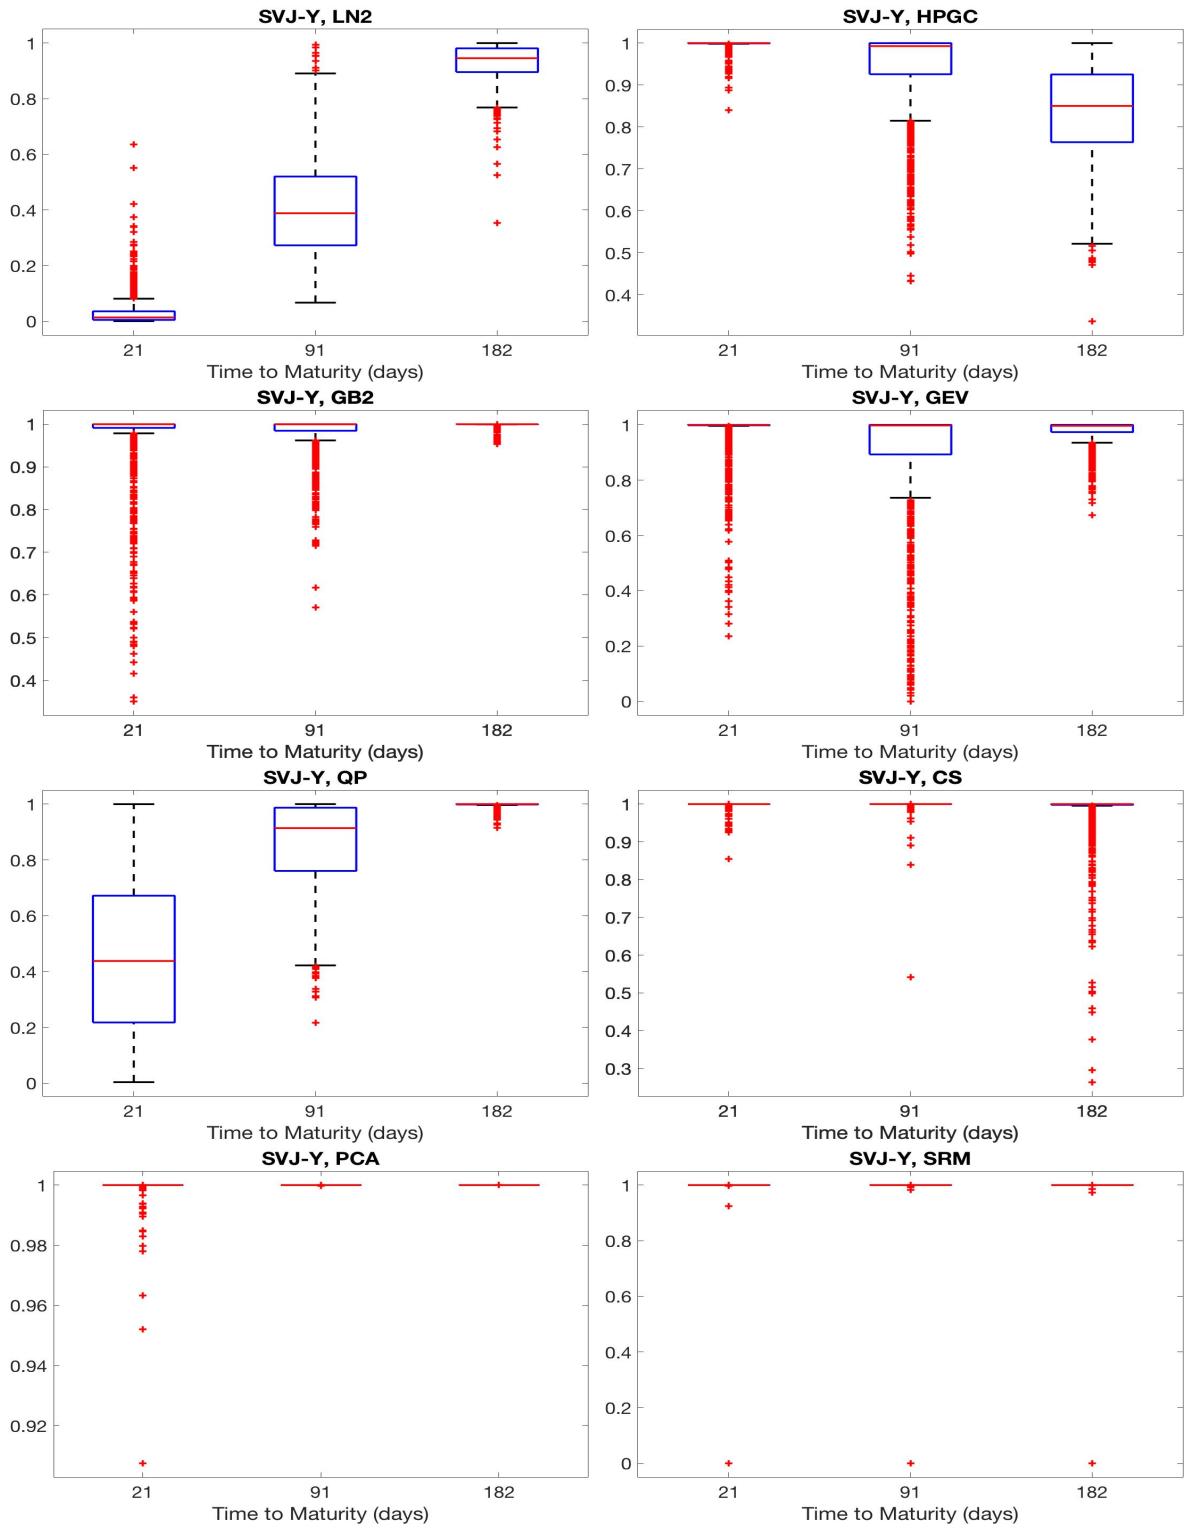 SVJ-Y, LN2
1
0.8
0.6
0.4
0.2
0
21 91 182
Time to Maturity (days)
SVJ-Y, HPGC
1
0.9
0.8
0.7
0.6
0.5
0.4
21 91 182
Time to Maturity (days)
SVJ-Y, GB2
1
0.9
0.8
0.7
0.6
0.5
0.4
21 91 182
Time to Maturity (days)
SVJ-Y, GEV
1
0.8
0.6
0.4
0.2
0
21 91 182
Time to Maturity (days)
SVJ-Y, QP
1
0.8
0.6
0.4
0.2
0
21 91 182
Time to Maturity (days)
SVJ-Y, CS
1
0.9
0.8
0.7
0.6
0.5
0.4
0.3
21 91 182
Time to Maturity (days)
SVJ-Y, PCA
1
0.98
0.96
0.94
0.92
21 91 182
Time to Maturity (days)
SVJ-Y, SRM
1
0.8
0.6
0.4
0.2
0
21 91 182
Time to Maturity (days)